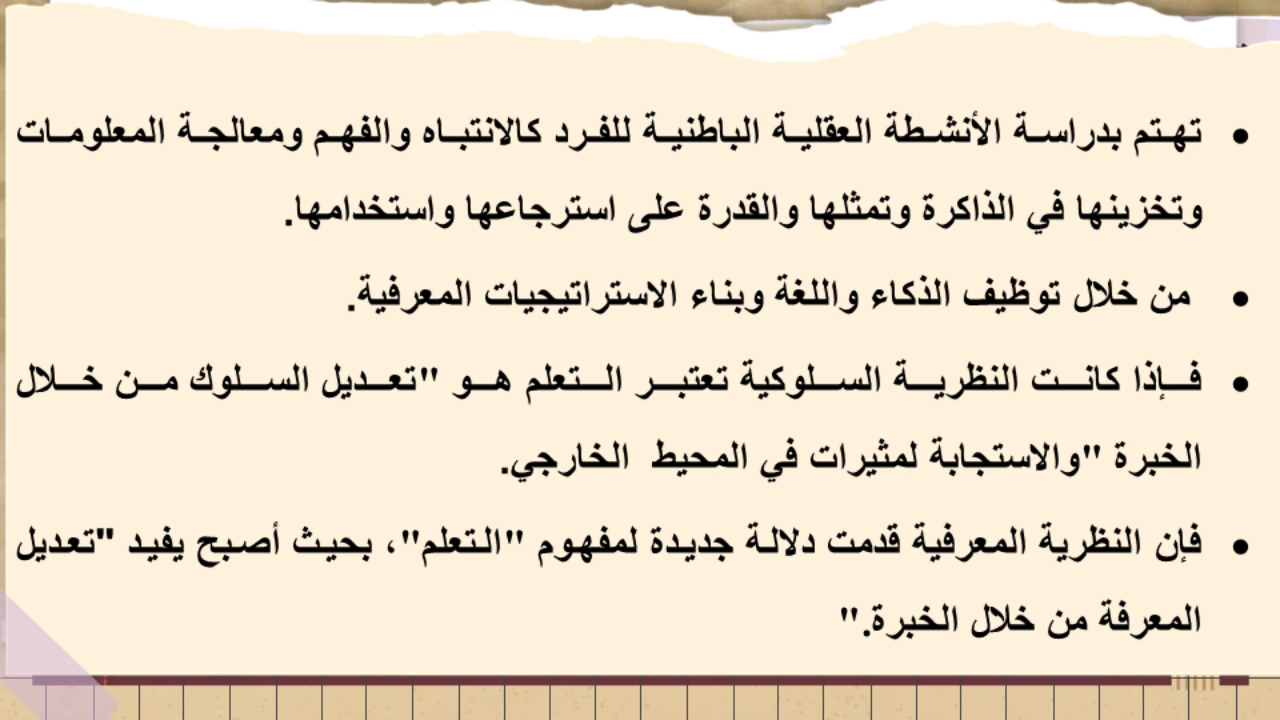 • تهتم بدراسة الأنشطة العقلية الباطنية للفرد كالانتباه والفهم ومعالجة المعلومات
وتخزينها في الذاكرة وتمثلها والقدرة على استرجاعها واستخدامها.
• من خلال توظيف الذكاء واللغة وبناء الاستراتيجيات المعرفية.
• فإذا كانت النظرية السلوكية تعتبر التعلم هو "تعديل السلوك من خلال
الخبرة "والاستجابة لمثيرات في المحيط الخارجي.
• فإن النظرية المعرفية قدمت دلالة جديدة لمفهوم "التعلم"، بحيث أصبح يفيد "تعديل
المعرفة من خلال الخبرة."